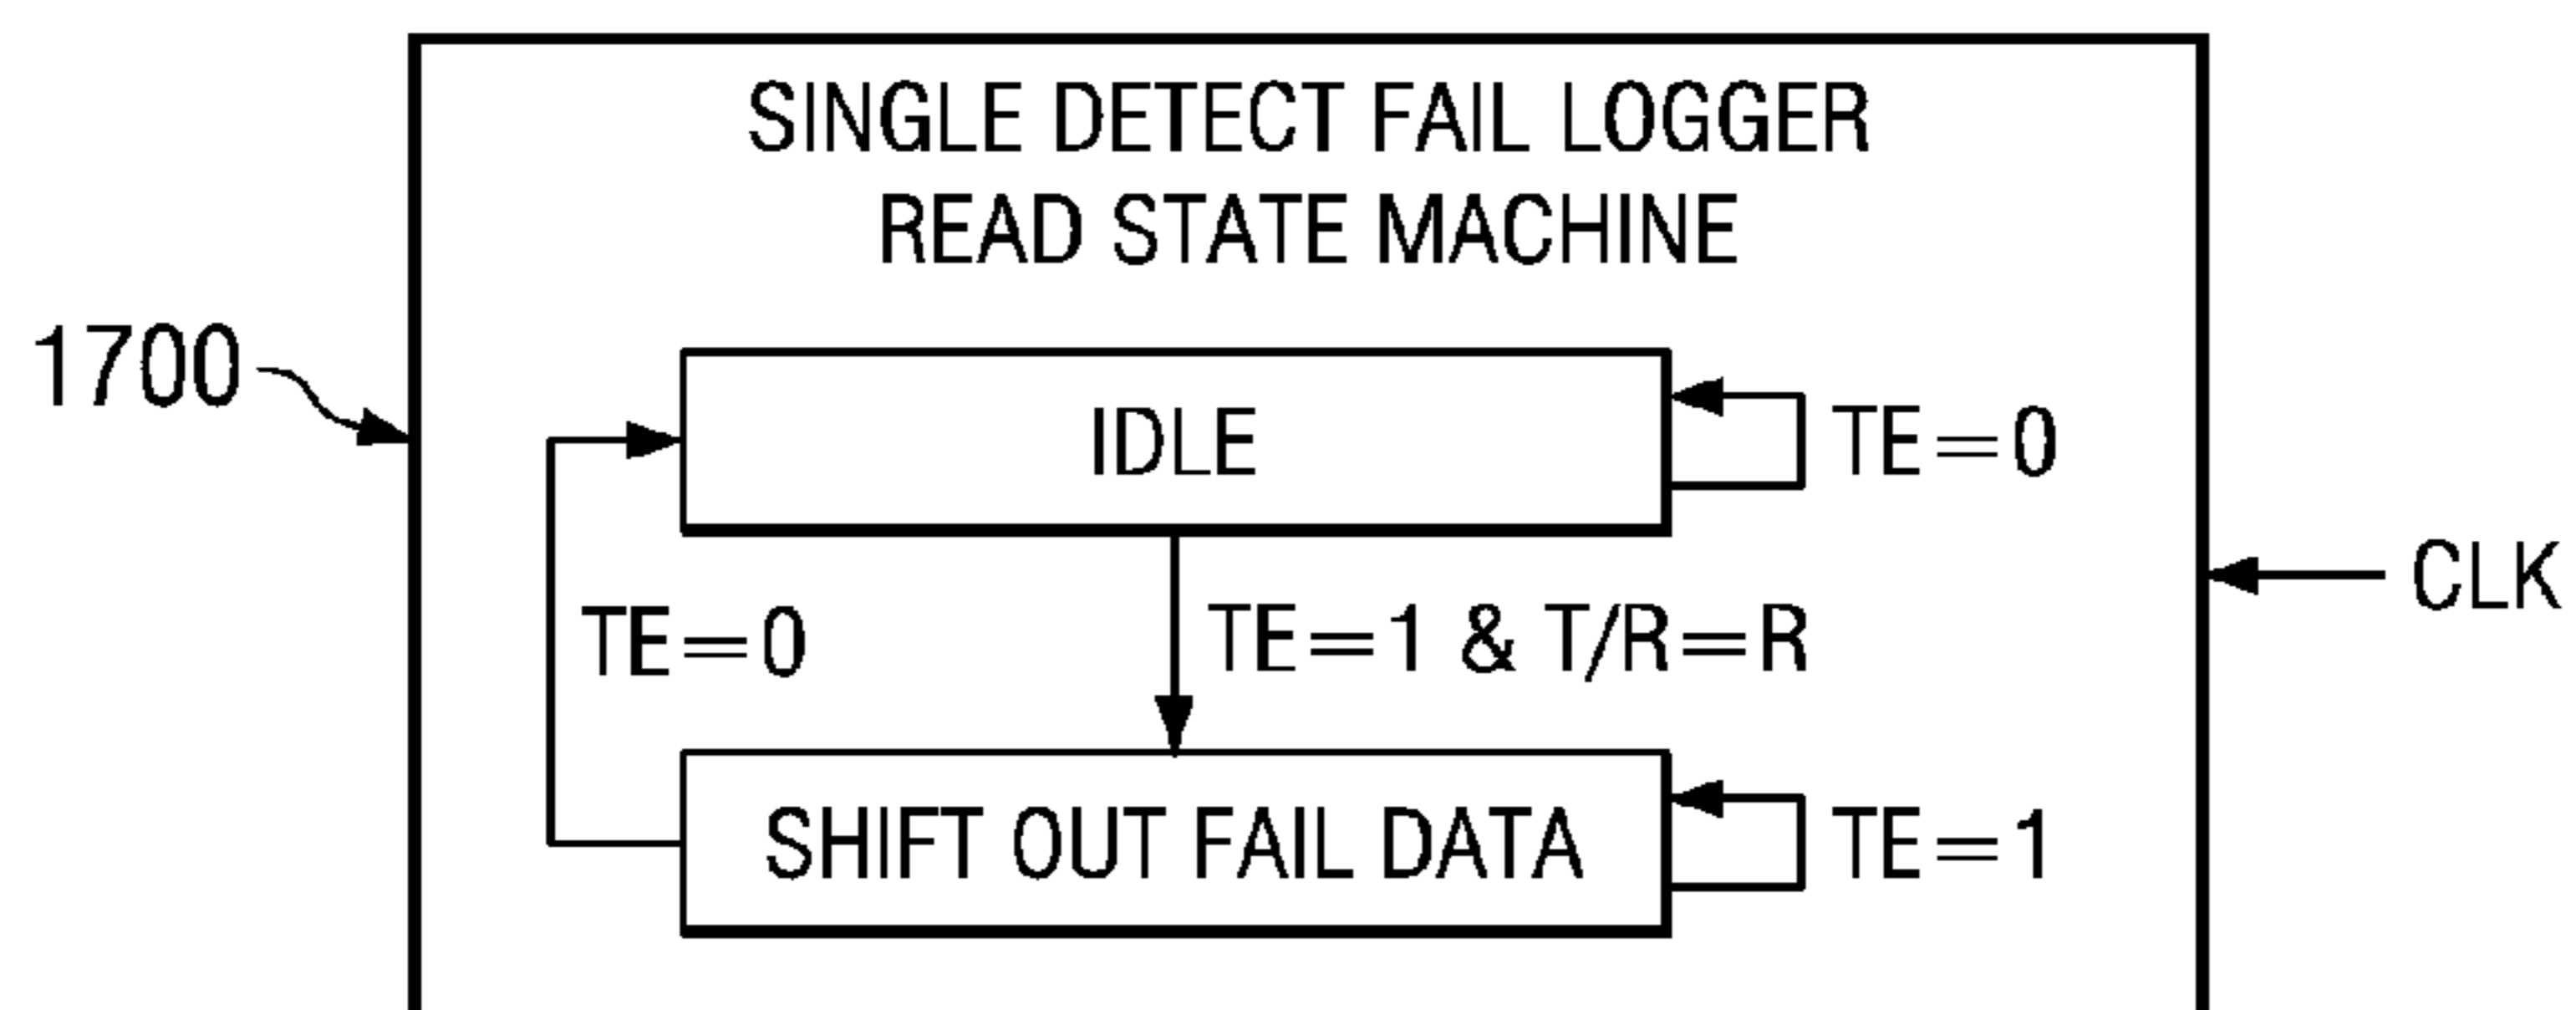 SINGLE DETECT FAIL LOGGER
READ STATE MACHINE
1700
IDLE
TE=0
CLK
TE=0
TE=1 & T/R=R
SHIFT OUT FAIL DATA
TE=1